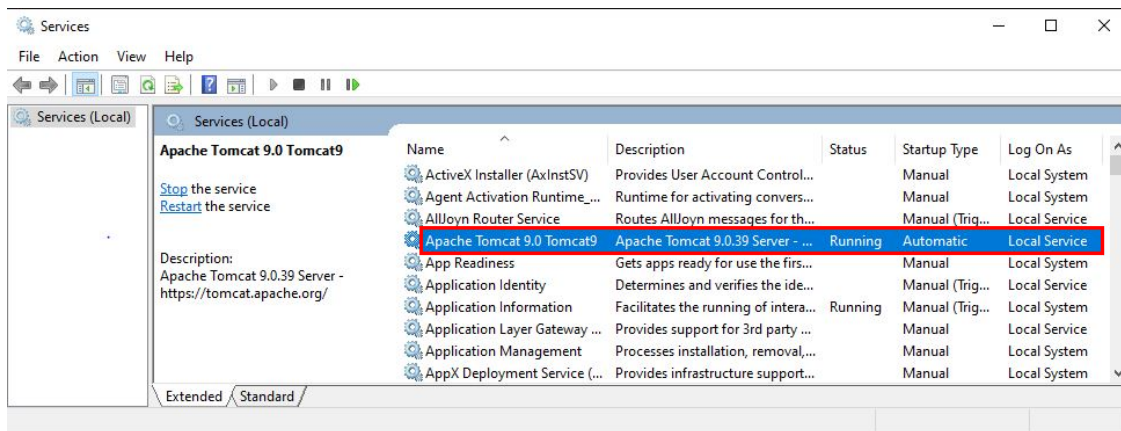 Services
File Action View Help
Services (Local)
Services (Local)
Apache Tomcat 9.0 Tomcat9
Stop the service
Restart the service
Description:
Apache Tomcat 9.0.39 Server -
https://tomcat.apache.org/
Name Description Status Startup Type Log On As
ActiveX Installer (AxInstSV) Provides User Account Control... Manual Local System
Agent Activation Runtime_... Runtime for activating convers... Manual Local System
AllJoyn Router Service Routes AllJoyn messages for th... Manual (Trig... Local Service
Apache Tomcat 9.0 Tomcat9 Apache Tomcat 9.0.39 Server - ... Running Automatic Local Service
App Readiness Gets apps ready for use the firs... Manual Local System
Application Identity Determines and verifies the ide... Manual (Trig... Local Service
Application Information Facilitates the running of intera... Running Manual (Trig... Local System
Application Layer Gateway ... Provides support for 3rd party ... Manual Local Service
Application Management Processes installation, removal,... Manual Local System
AppX Deployment Service (... Provides infrastructure support... Manual Local System
Extended Standard